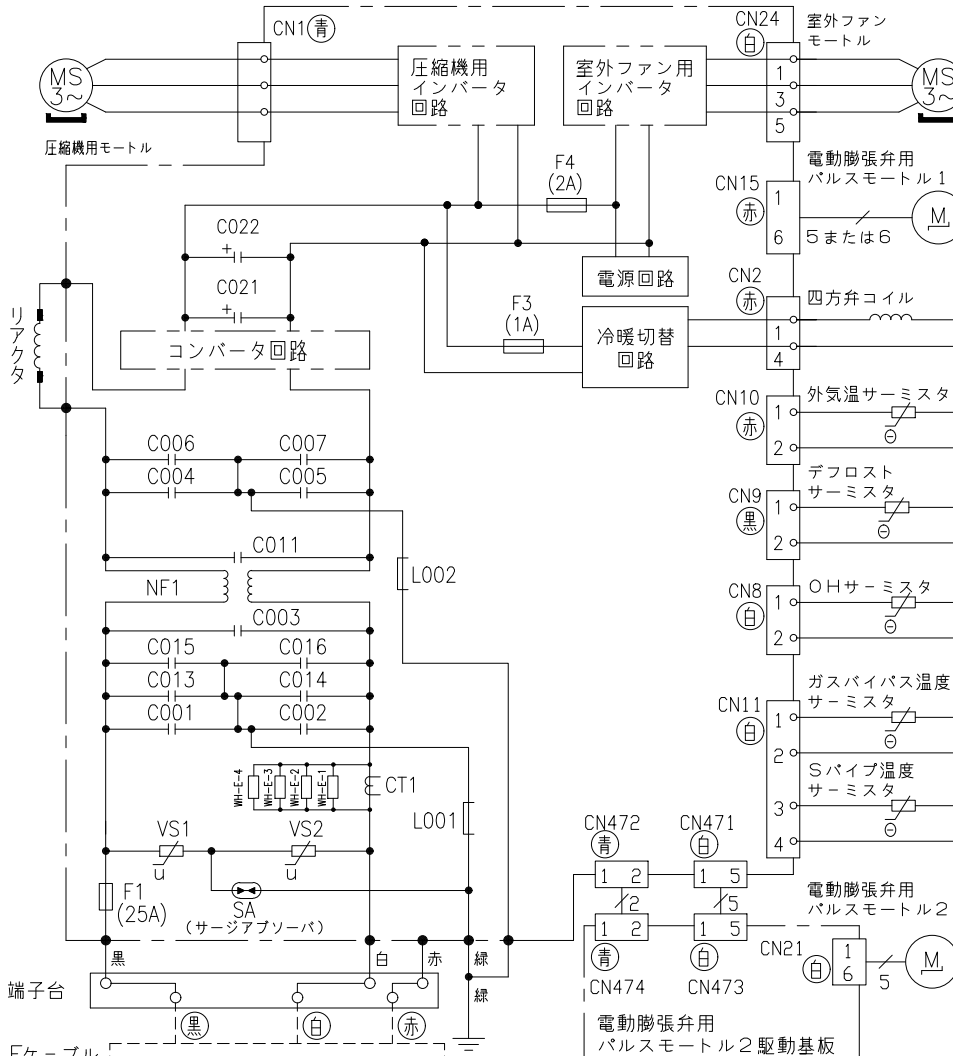 CN1 青
CN24
白
室外ファン
モートル
MS
3~
圧縮機用モートル
圧縮機用
インバータ
回路
室外ファン用
インバータ
回路
1
3
5
MS
3~
F4
(2A)
電動膨張弁用
パルスモートル1
CN15
赤
1
6
5または6
M
C022
+
C021
+
電源回路
F3
(1A)
冷暖切替
回路
CN2
赤
1
4
四方弁コイル
リアクタ
コンバータ回路
CN10
赤
1
2
外気温サーミスタ
C006
C007
C004
C005
CN9
黒
1
2
デフロスト
サーミスタ
C011
NF1
L002
CN8
白
1
2
OHサーミスタ
C003
C015
C016
C013
C014
C001
C002
CN11
白
1
2
3
4
ガスバイパス温度
サーミスタ
Sパイプ温度
サーミスタ
WH-E-4
WH-E-3
WH-E-2
WH-E-1
CT1
L001
VS1
VS2
u
u
F1
(25A)
SA
(サージアブソーバ)
CN472
青
1 2
CN471
白
1 5
2
5
1 2
青
CN474
1 5
白
CN473
電動膨張弁用
パルスモートル2
CN21
白
1
6
5
M
黒
白
赤
緑
緑
端子台
黒
白
赤
電動膨張弁用
パルスモートル2駆動基板
Fケーブル